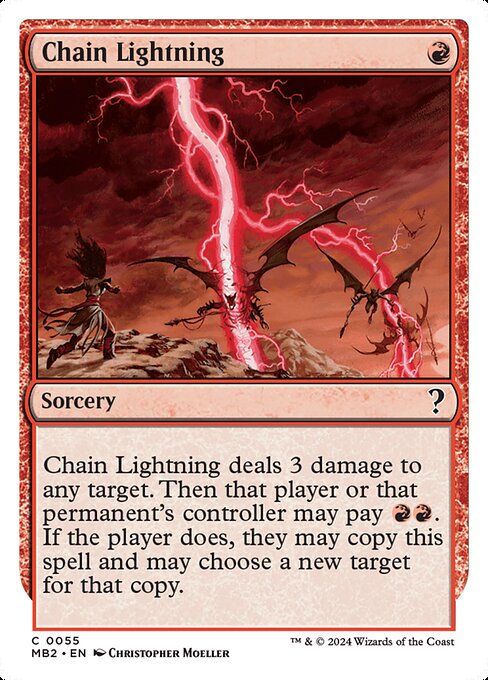 Chain Lightning
Sorcery
?
Chain Lightning deals 3 damage to
any target. Then that player or that
permanent's controller may pay .
If the player does, they may copy this
spell and may choose a new target
for that copy.
C 0055
MB2 • EN Christopher Moeller
™ & © 2024 Wizards of the Coast